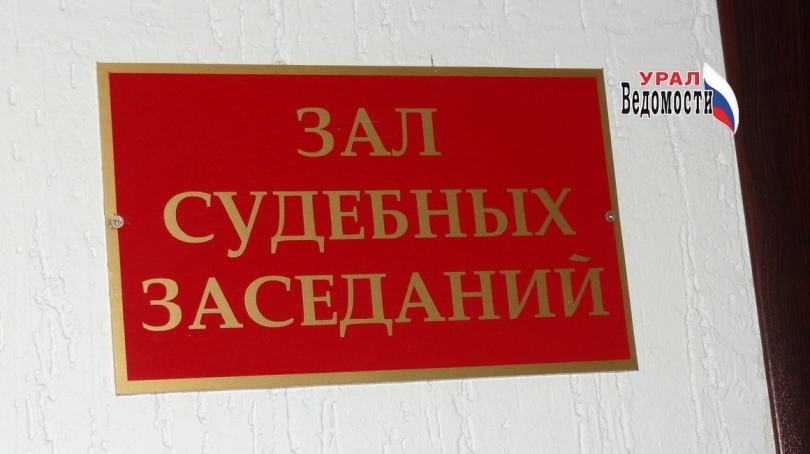 УРАЛ
Ведомости
ЗАЛ
СУДЕБНЫХ
ЗАСЕДАНИЙ